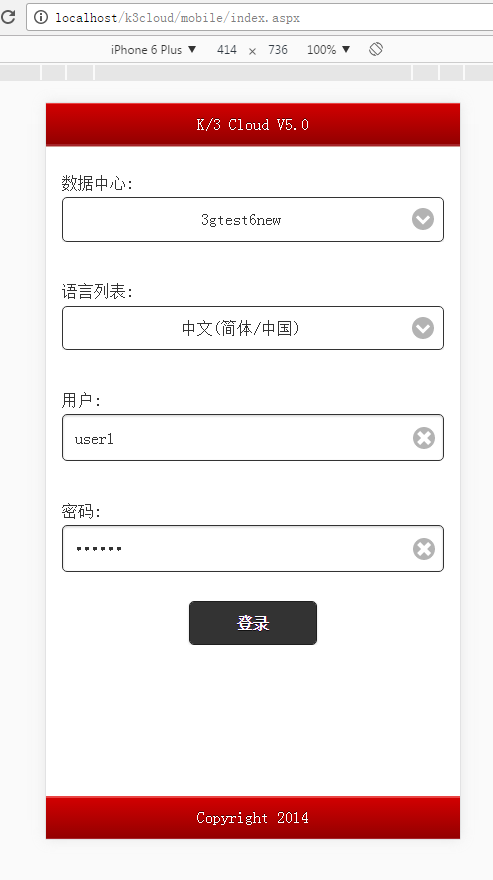 localhost/k3cloud/mobile/index.aspx
iPhone 6 Plus ▼ 414 × 736 100% ▼
K/3 Cloud V5.0
数据中心:
3gtest6new
语言列表:
中文(简体/中国)
用户:
user1
密码:
••••••
登录
Copyright 2014